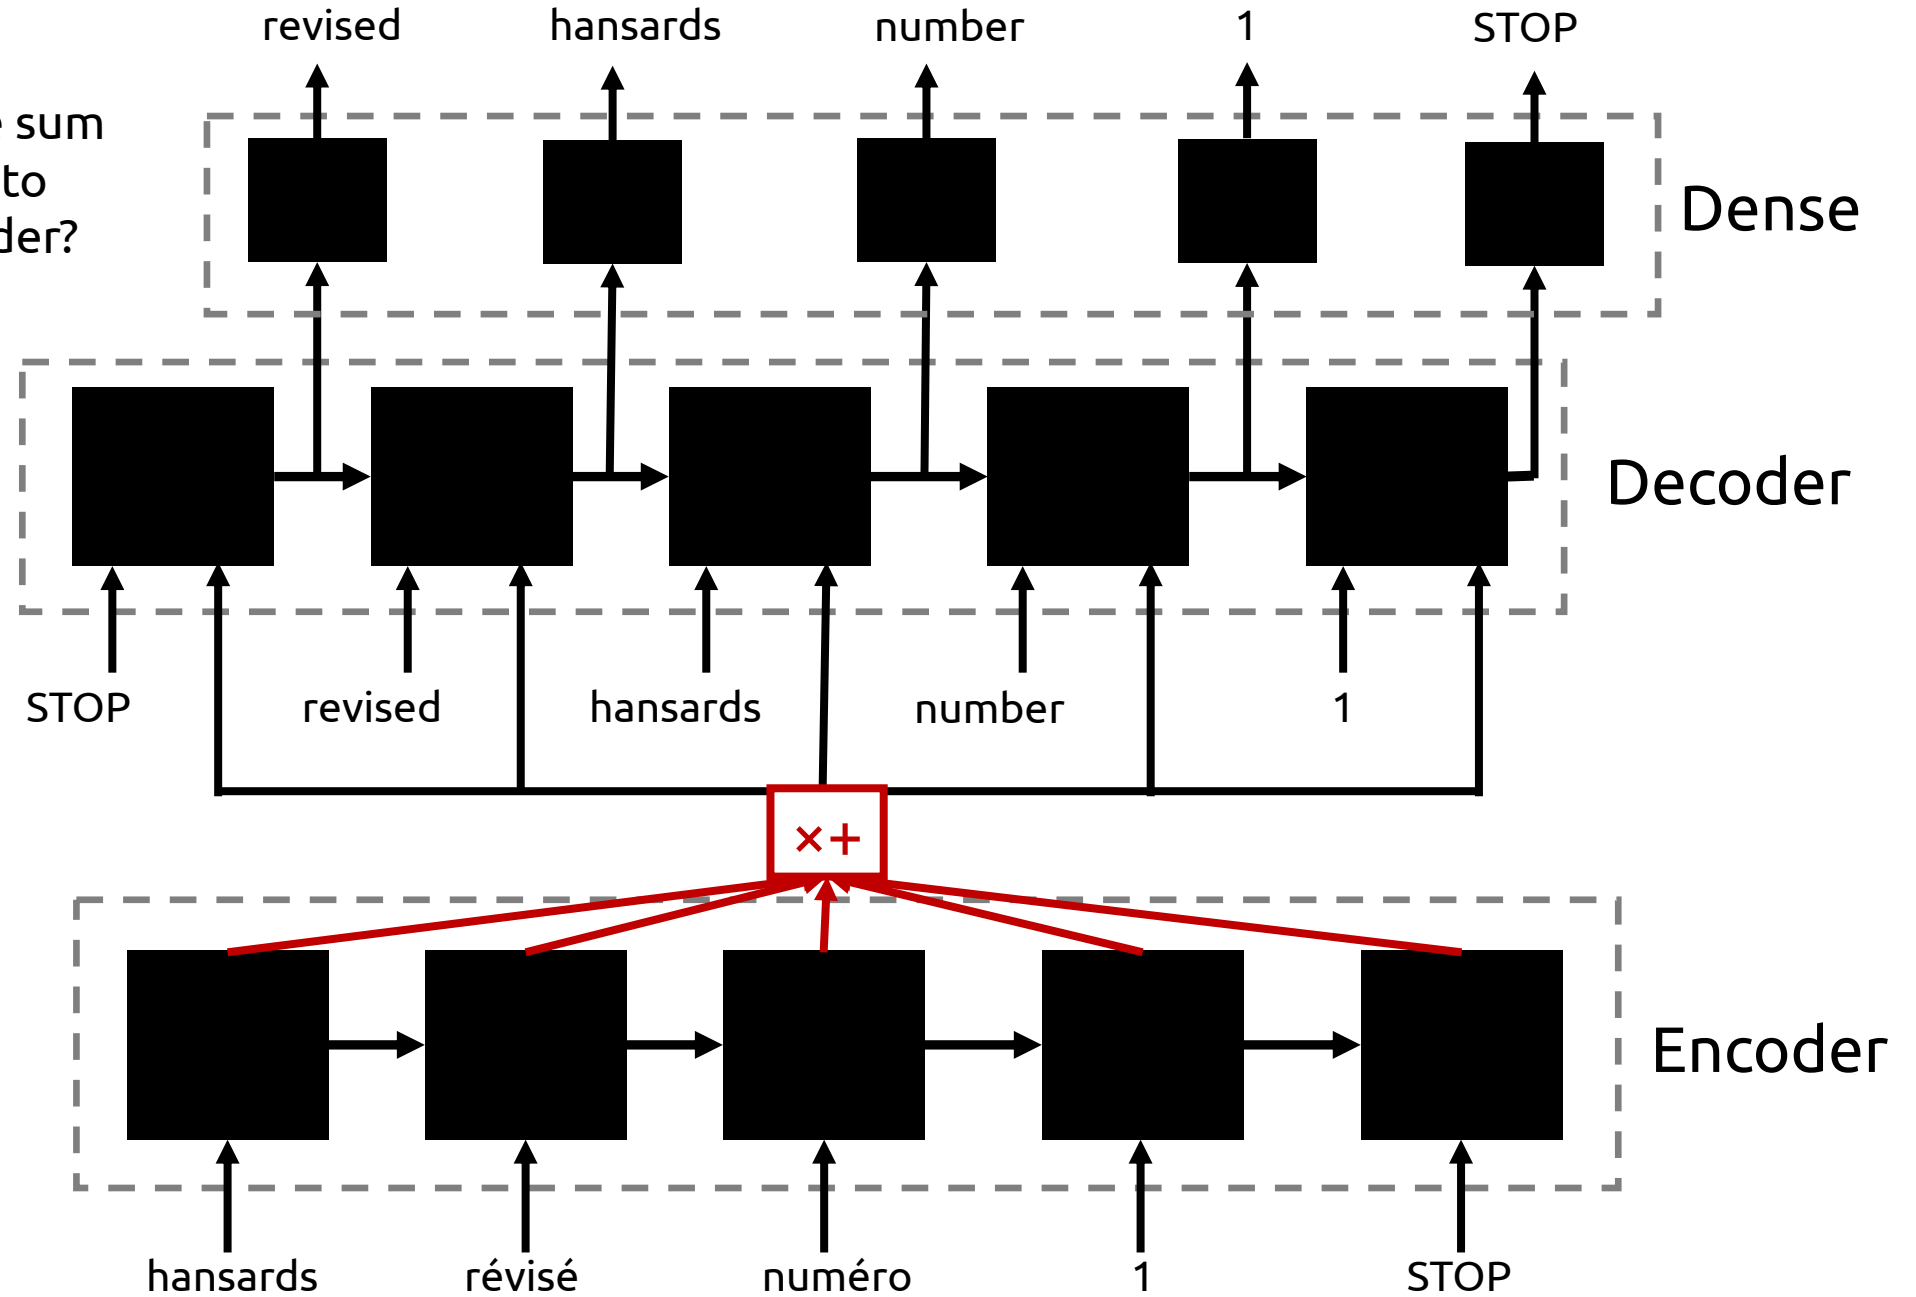 revised hansards number 1 STOP
sum
to
der?
Dense
Decoder
STOP revised hansards number 1
×+
Encoder
hansards révisé numéro 1 STOP